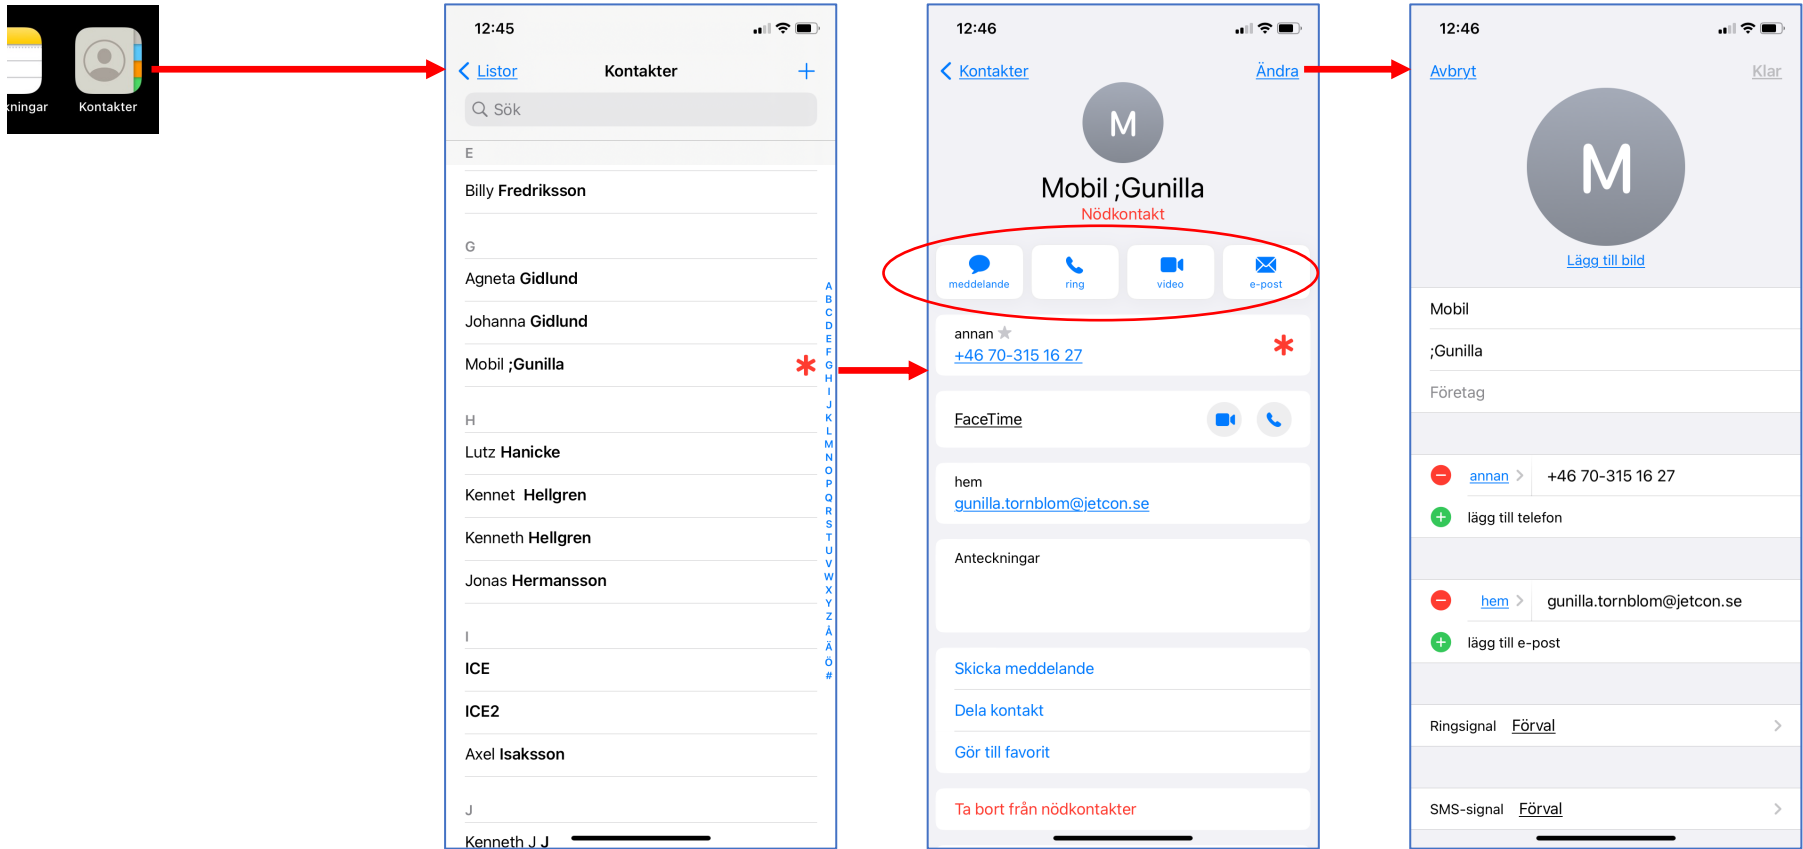 kningar
Kontakter
12:45
Listor
Kontakter
Sök
E
Billy Fredriksson
G
Agneta Gidlund
Johanna Gidlund
Mobil ;Gunilla
H
Lutz Hanicke
Kennet Hellgren
Kenneth Hellgren
Jonas Hermansson
I
ICE
ICE2
Axel Isaksson
J
Kenneth J J
A
B
C
D
E
F
G
H
I
J
K
L
M
N
O
P
Q
R
S
T
U
V
W
X
Y
Z
Å
Ä
Ö
#
12:46
Kontakter
Ändra
M
Mobil ;Gunilla
Nödkontakt
meddelande
ring
video
e-post
annan
+46 70-315 16 27
FaceTime
hem
gunilla.tornblom@jetcon.se
Anteckningar
Skicka meddelande
Dela kontakt
Gör till favorit
Ta bort från nödkontakter
12:46
Avbryt
Klar
M
Lägg till bild
Mobil
;Gunilla
Företag
annan
+46 70-315 16 27
lägg till telefon
hem
gunilla.tornblom@jetcon.se
lägg till e-post
Ringsignal Förval
SMS-signal Förval